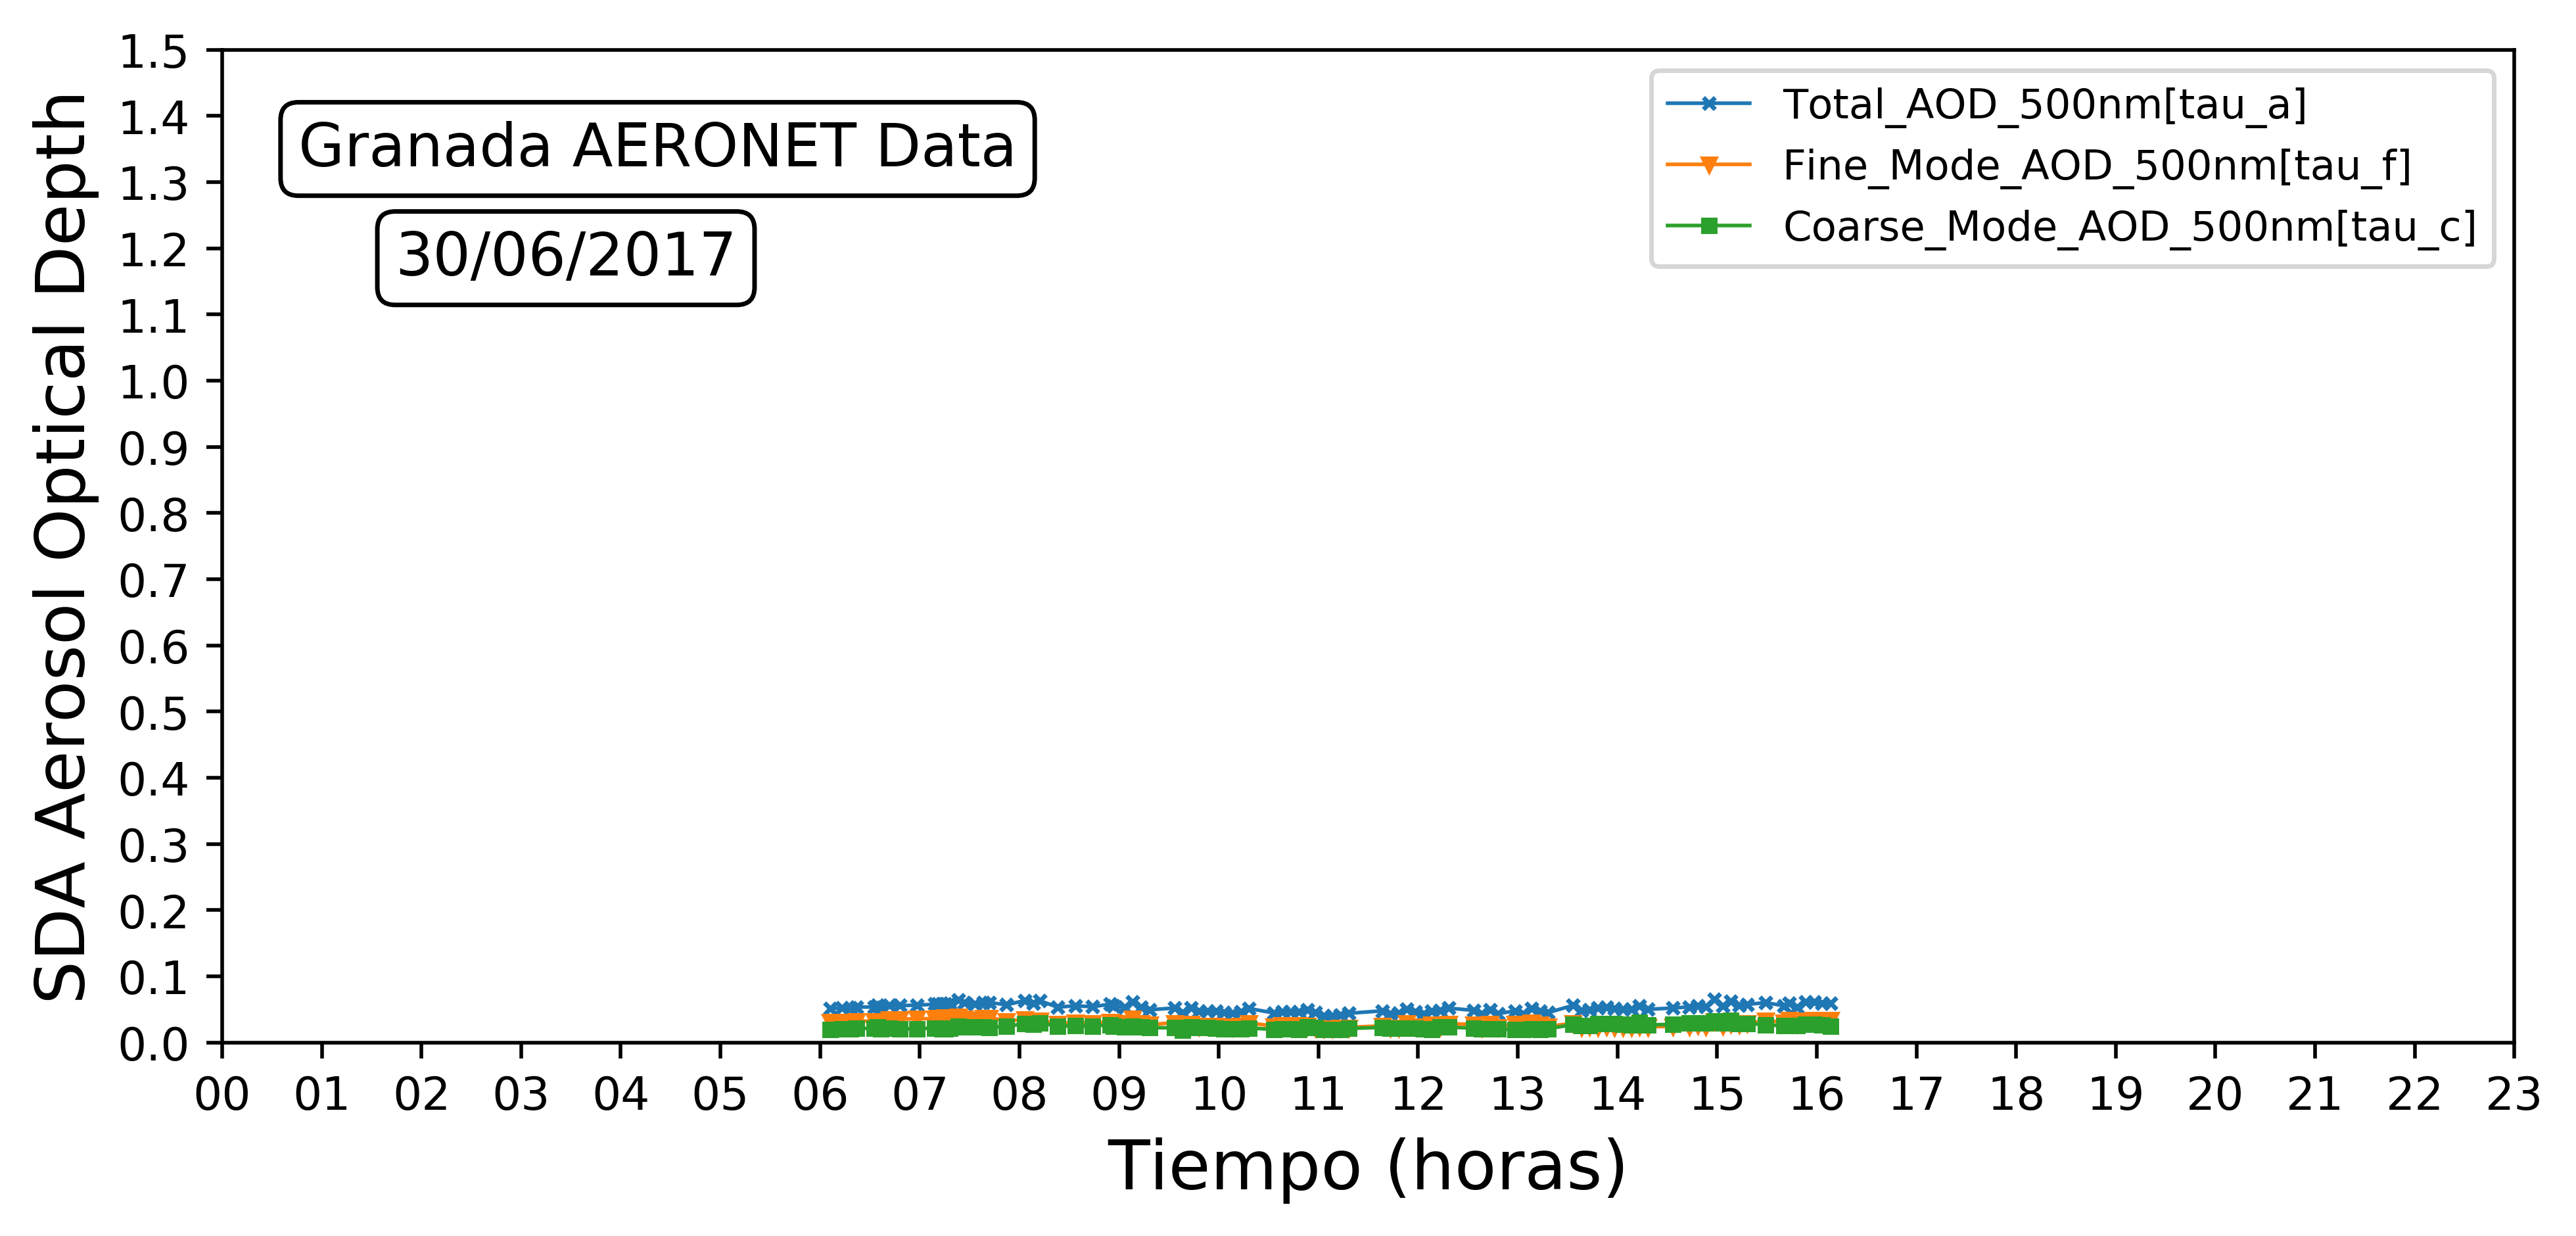 Granada AERONET Data
30/06/2017
Total_AOD_500nm[tau_a]
Fine_Mode_AOD_500nm[tau_f]
Coarse_Mode_AOD_500nm[tau_c]
SDA Aerosol Optical Depth
1.5
1.4
1.3
1.2
1.1
1.0
0.9
0.8
0.7
0.6
0.5
0.4
0.3
0.2
0.1
0.0
00 01 02 03 04 05 06 07 08 09 10 11 12 13 14 15 16 17 18 19 20 21 22 23
Tiempo (horas)